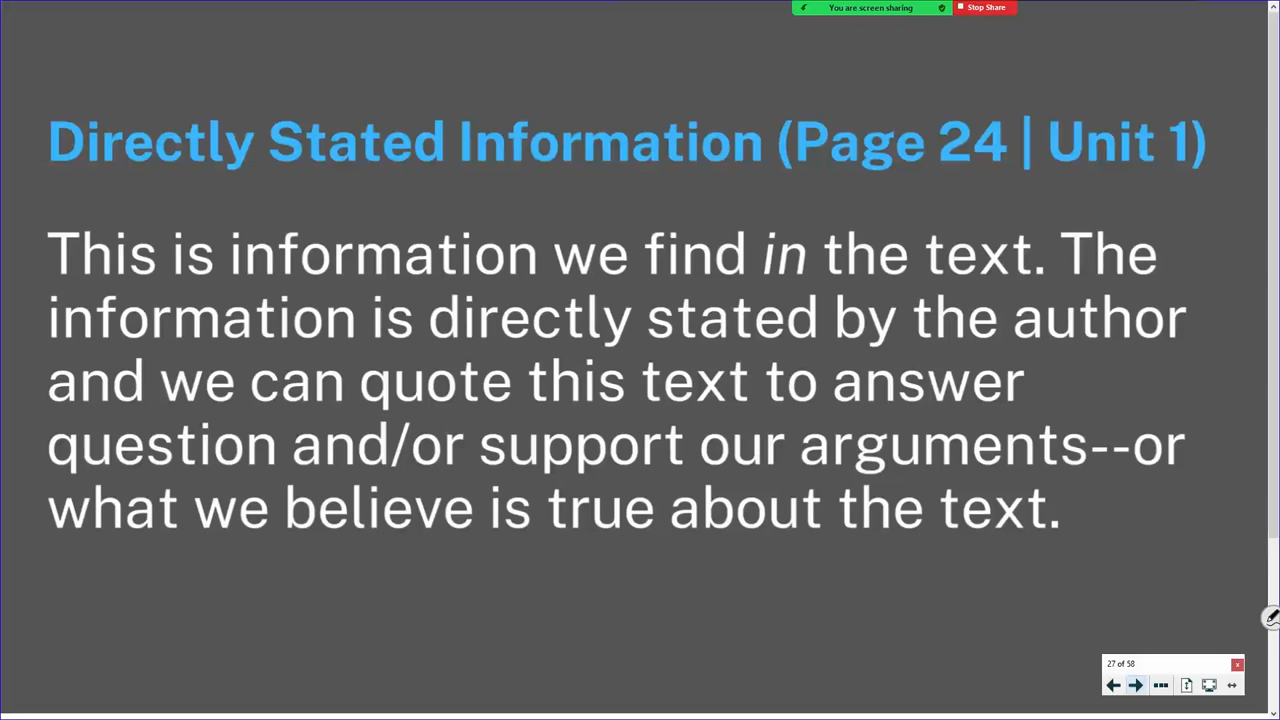 You are screen sharing Stop Share
Directly Stated Information (Page 24 | Unit 1)
This is information we find in the text. The
information is directly stated by the author
and we can quote this text to answer
question and/or support our arguments--or
what we believe is true about the text.
27 of 58